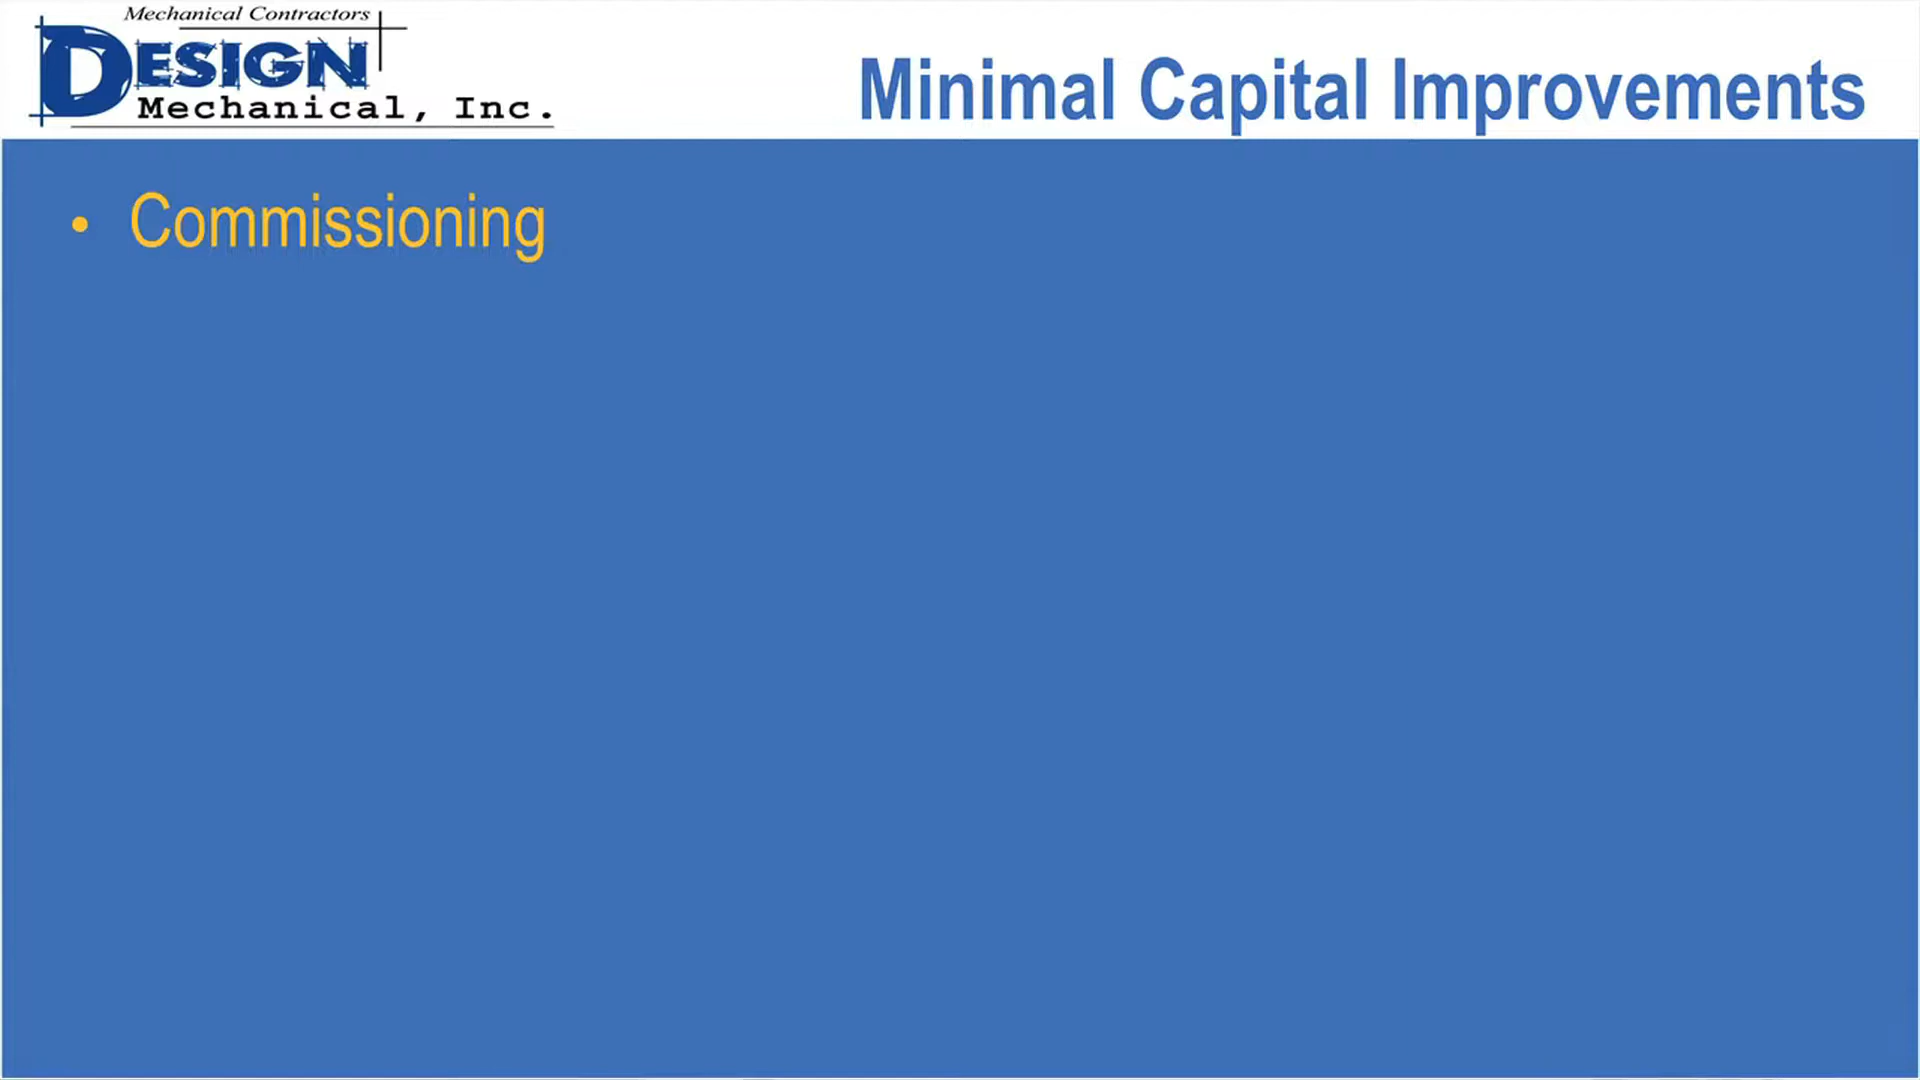 Mechanical Contractors
DESIGN
Mechanical, Inc.
Minimal Capital Improvements
• Commissioning